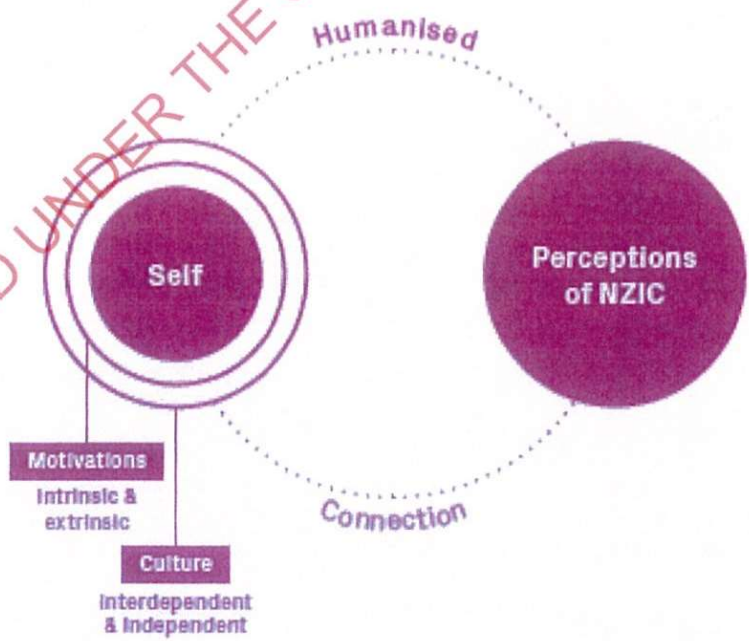 D UNDER THE
Humanised
Self
Perceptions
of NZIC
Motivations
Intrinsic &
extrinsic
Connection
Culture
Interdependent
& Independent